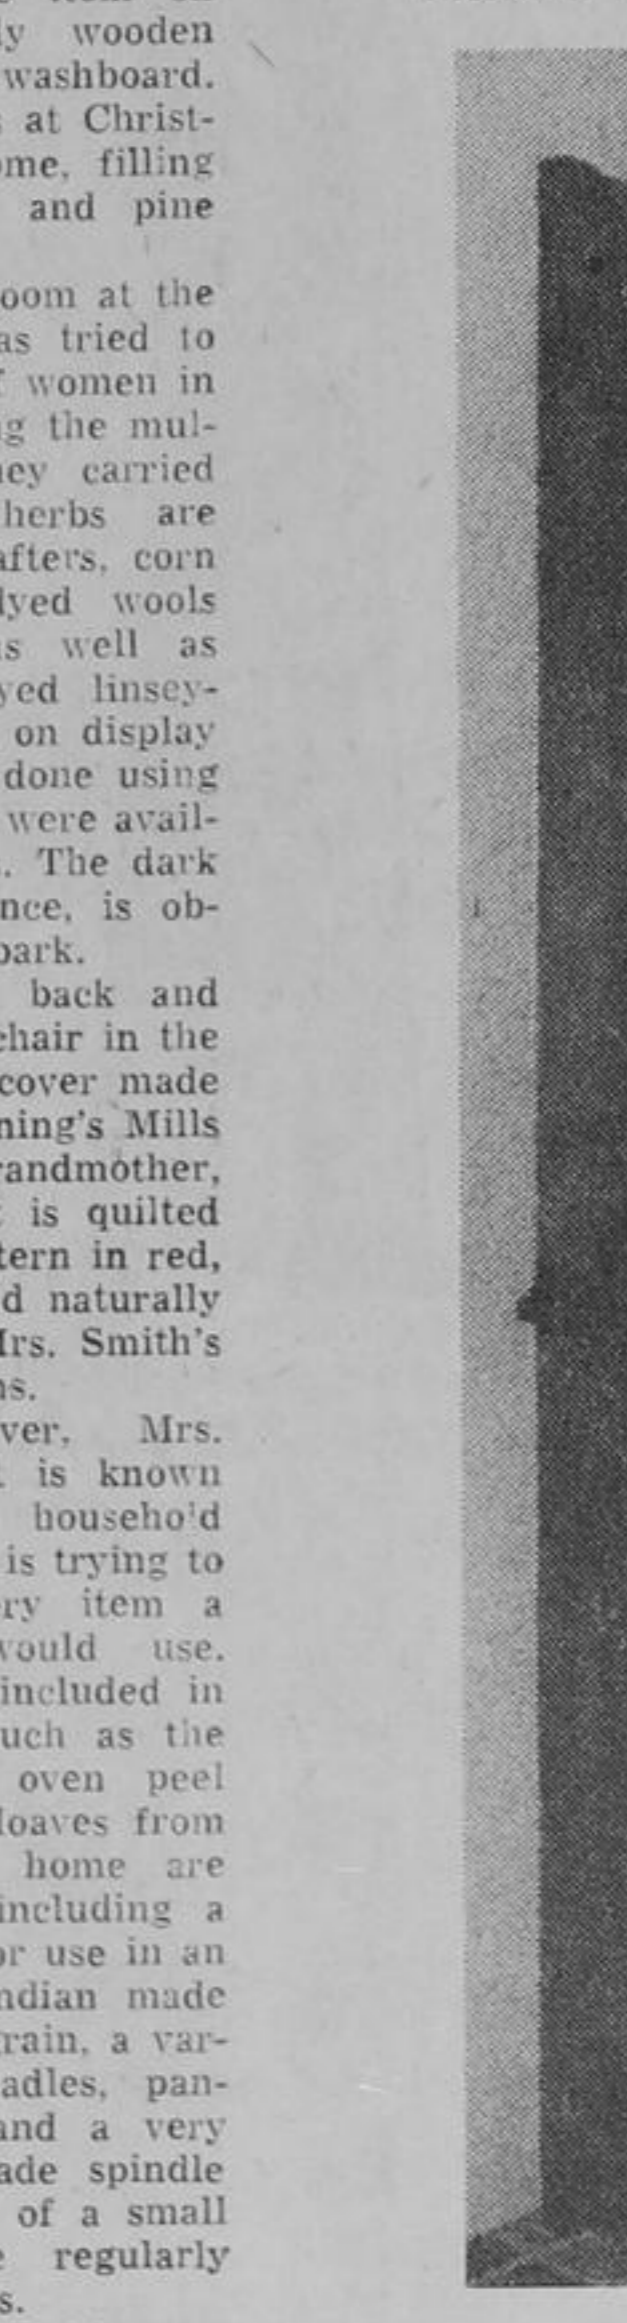 wooden
washboard.
at Christ-
ome, filling
and pine
oom at the
as tried to
women in
g the mul-
ey carried
herbs are
afters, corn
lyed wools
s well as
yed linsey-
on display
done using
were avail-
. The dark
nce, is ob-
bark.
back and
chair in the
cover made
ning's Mills
randmother,
is quilted
tern in red,
d naturally
Mrs. Smith's
ns.
ver, Mrs.
is known
househo'd
is trying to
ry item a
would use.
included in
uch as the
oven peel
loaves from
home are
including a
or use in an
ndian made
rain, a var-
adles, pan-
and a very
ade spindle
of a small
regularly
s.